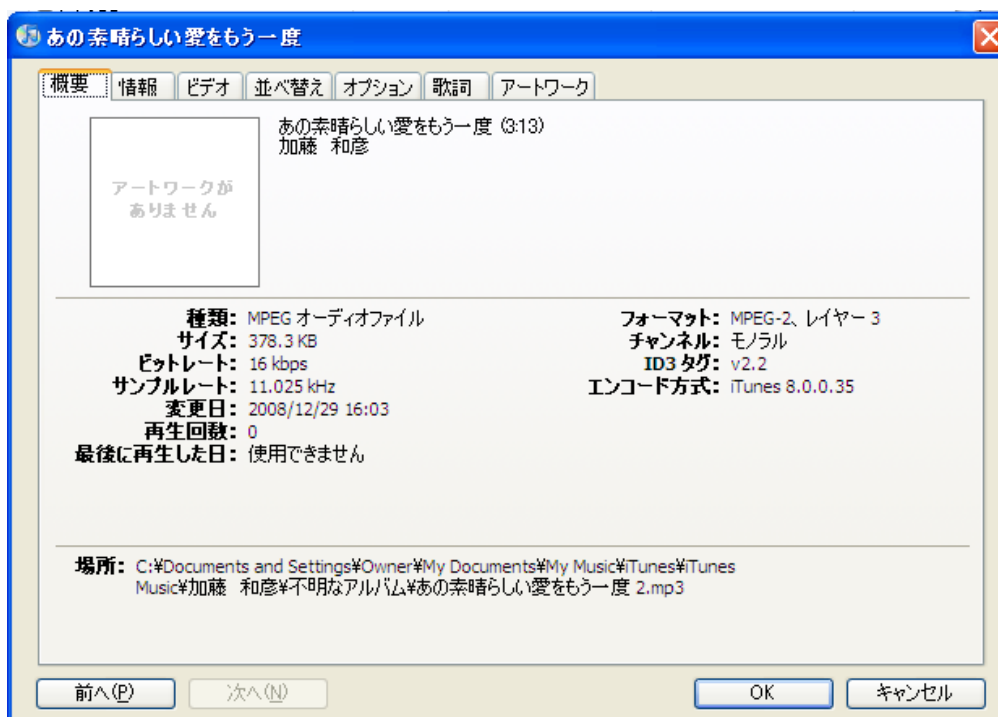 あの素晴らしい愛をもう一度
概要 情報 ビデオ 並べ替え オプション 歌詞 アートワーク
あの素晴らしい愛をもう一度 (3:13)
加藤 和彦
アートワークが
ありません
種類: MPEG オーディオファイル
サイズ: 378.3 KB
ビットレート: 16 kbps
サンプルレート: 11.025 kHz
変更日: 2008/12/29 16:03
再生回数: 0
最後に再生した日: 使用できません
フォーマット: MPEG-2、レイヤー 3
チャンネル: モノラル
ID3 タグ: v2.2
エンコード方式: iTunes 8.0.0.35
場所: C:¥Documents and Settings¥Owner¥My Documents¥My Music¥iTunes¥iTunes
Music¥加藤 和彦¥不明なアルバム¥あの素晴らしい愛をもう一度 2.mp3
前へ(P) 次へ(N) OK キャンセル